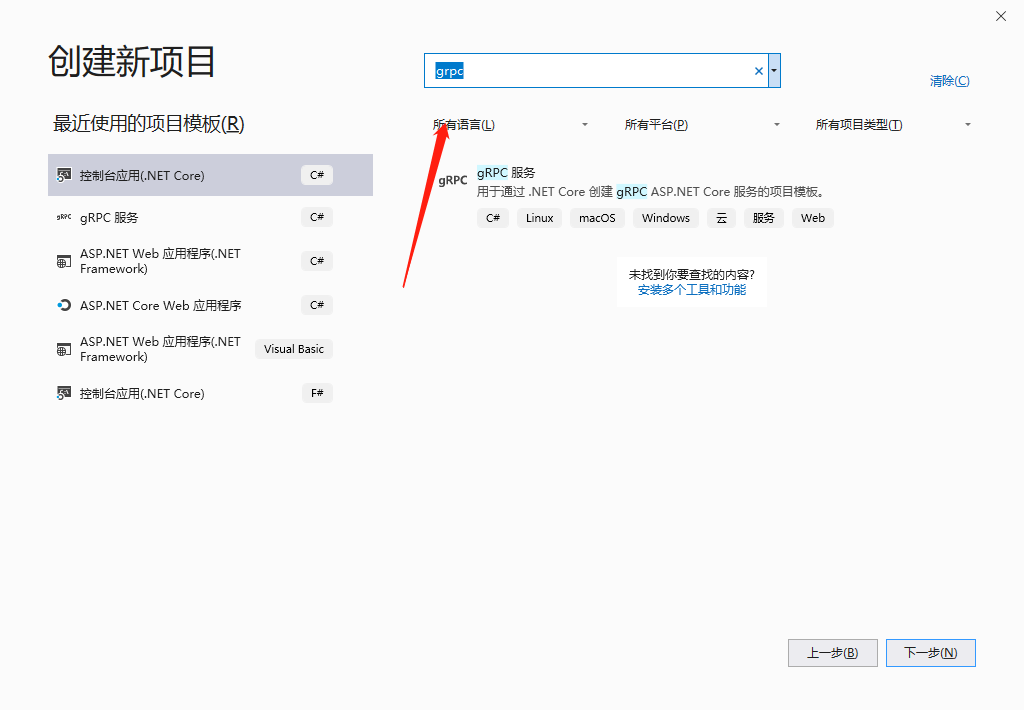 创建新项目
grpc
清除(C)
最近使用的项目模板(R)
所有语言(L)
所有平台(P)
所有项目类型(T)
控制台应用(.NET Core)
C#
gRPC 服务
C#
ASP.NET Web 应用程序(.NET
Framework)
C#
ASP.NET Core Web 应用程序
C#
ASP.NET Web 应用程序(.NET
Framework)
Visual Basic
控制台应用(.NET Core)
F#
gRPC
gRPC 服务
用于通过 .NET Core 创建 gRPC ASP.NET Core 服务的项目模板。
C# Linux macOS Windows 云 服务 Web
未找到你要查找的内容?
安装多个工具和功能
上一步(B)
下一步(N)